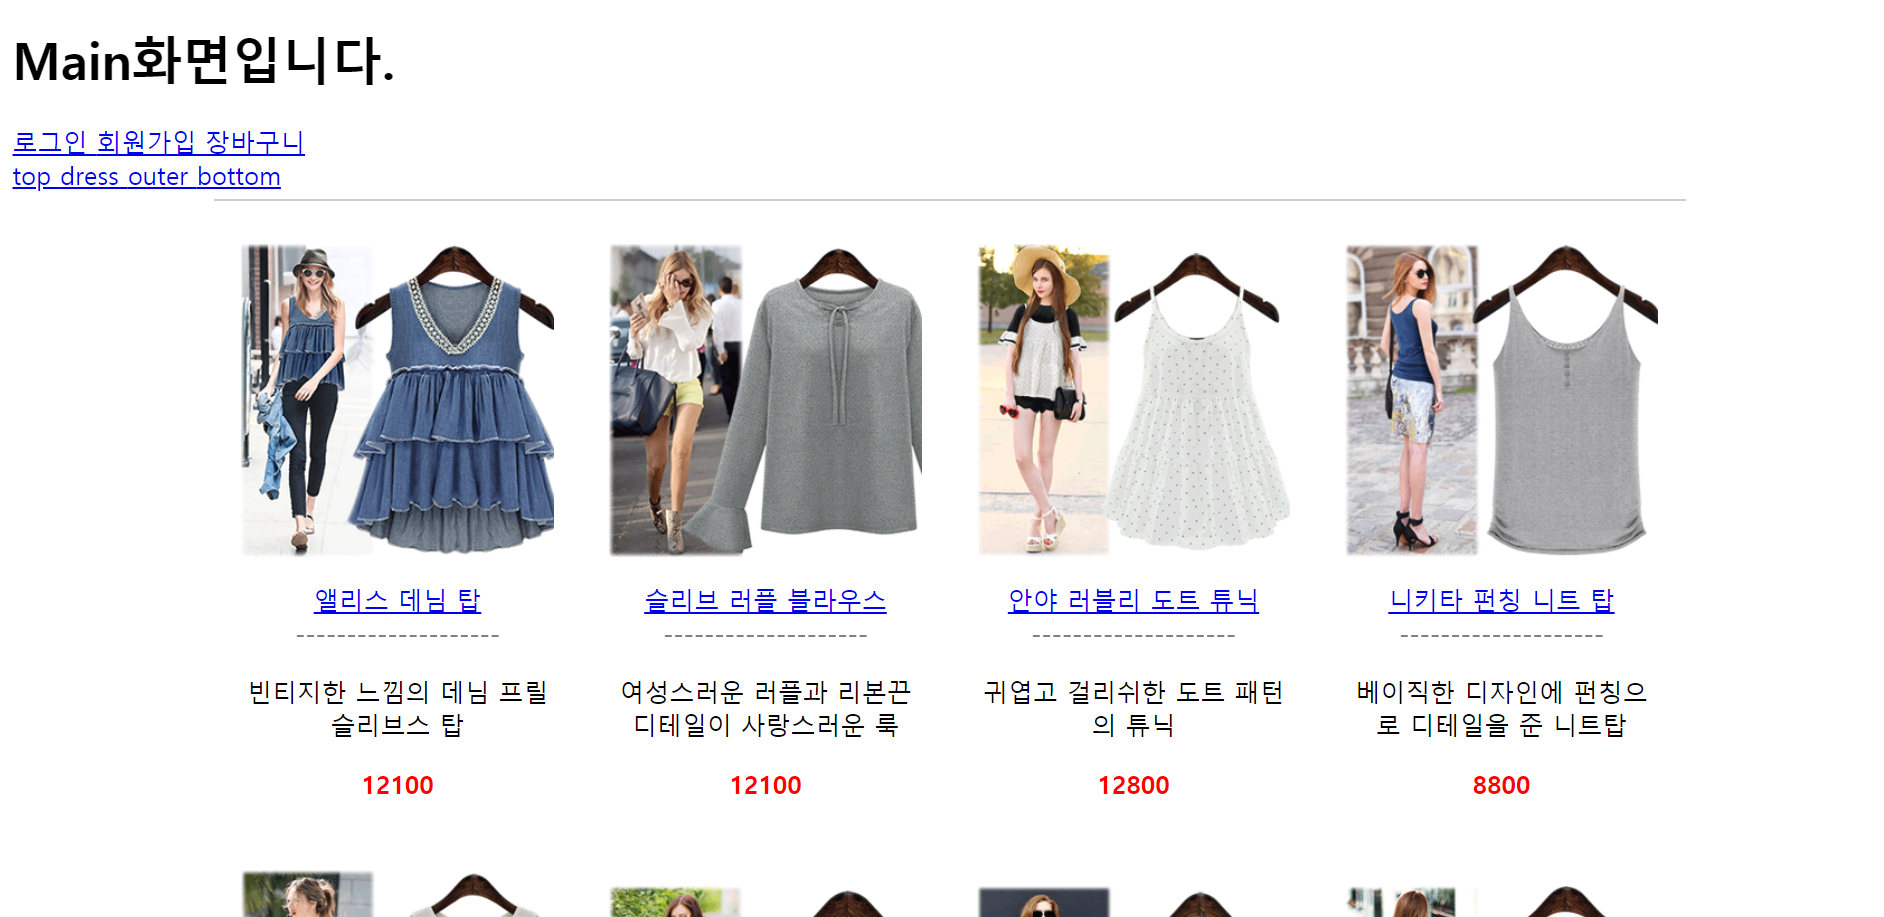 Main화면입니다.
로그인 회원가입 장바구니
top dress outer bottom
앨리스 데님 탑
--------------------
빈티지한 느낌의 데님 프릴
슬리브스 탑
12100
슬리브 러플 블라우스
--------------------
여성스러운 러플과 리본끈
디테일이 사랑스러운 룩
12100
안야 러블리 도트 튜닉
--------------------
귀엽고 걸리쉬한 도트 패턴
의 튜닉
12800
니키타 펀칭 니트 탑
--------------------
베이직한 디자인에 펀칭으
로 디테일을 준 니트탑
8800